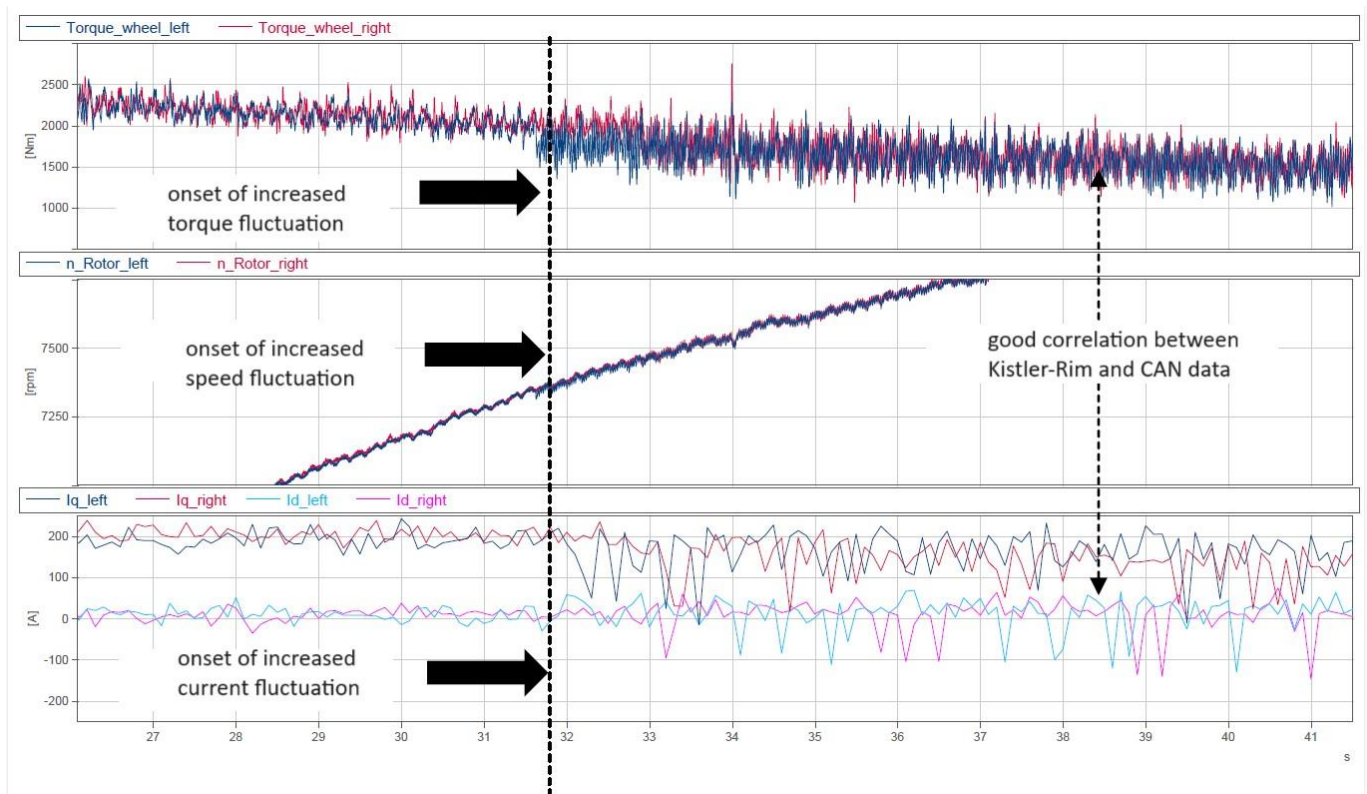 Torque_wheel_left Torque_wheel_right
2500
2000
1500
1000
[Nm]
onset of increased
torque fluctuation
n_Rotor_left n_Rotor_right
7500
7250
[rpm]
onset of increased
speed fluctuation
good correlation between
Kistler-Rim and CAN data
Iq_left Iq_right Id_left Id_right
200
100
0
-100
-200
[A]
onset of increased
current fluctuation
27 28 29 30 31 32 33 34 35 36 37 38 39 40 41
s